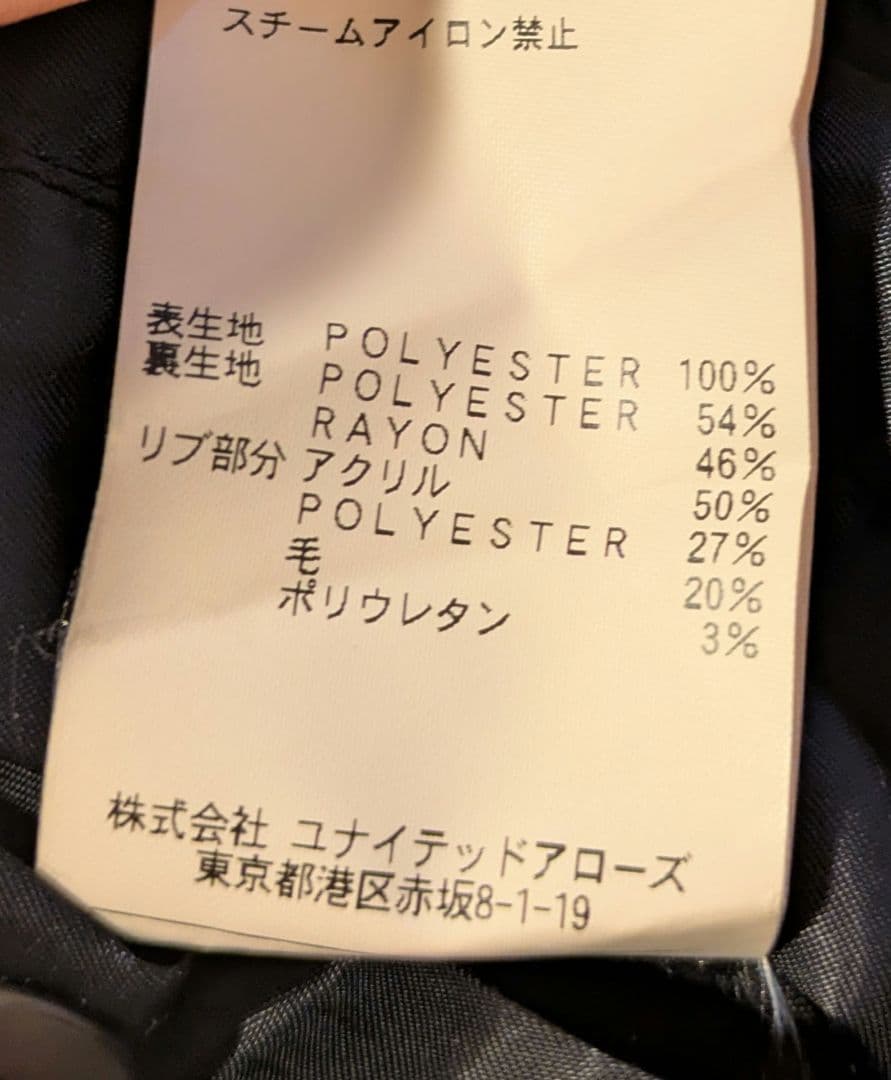 スチームアイロン禁止
表生地 POLYESTER 100%
裏生地 POLYESTER 54%
RAYON 46%
リブ部分 アクリル 50%
POLYESTER 27%
毛 20%
ポリウレタン 3%
株式会社 ユナイテッドアローズ
東京都港区赤坂8-1-19